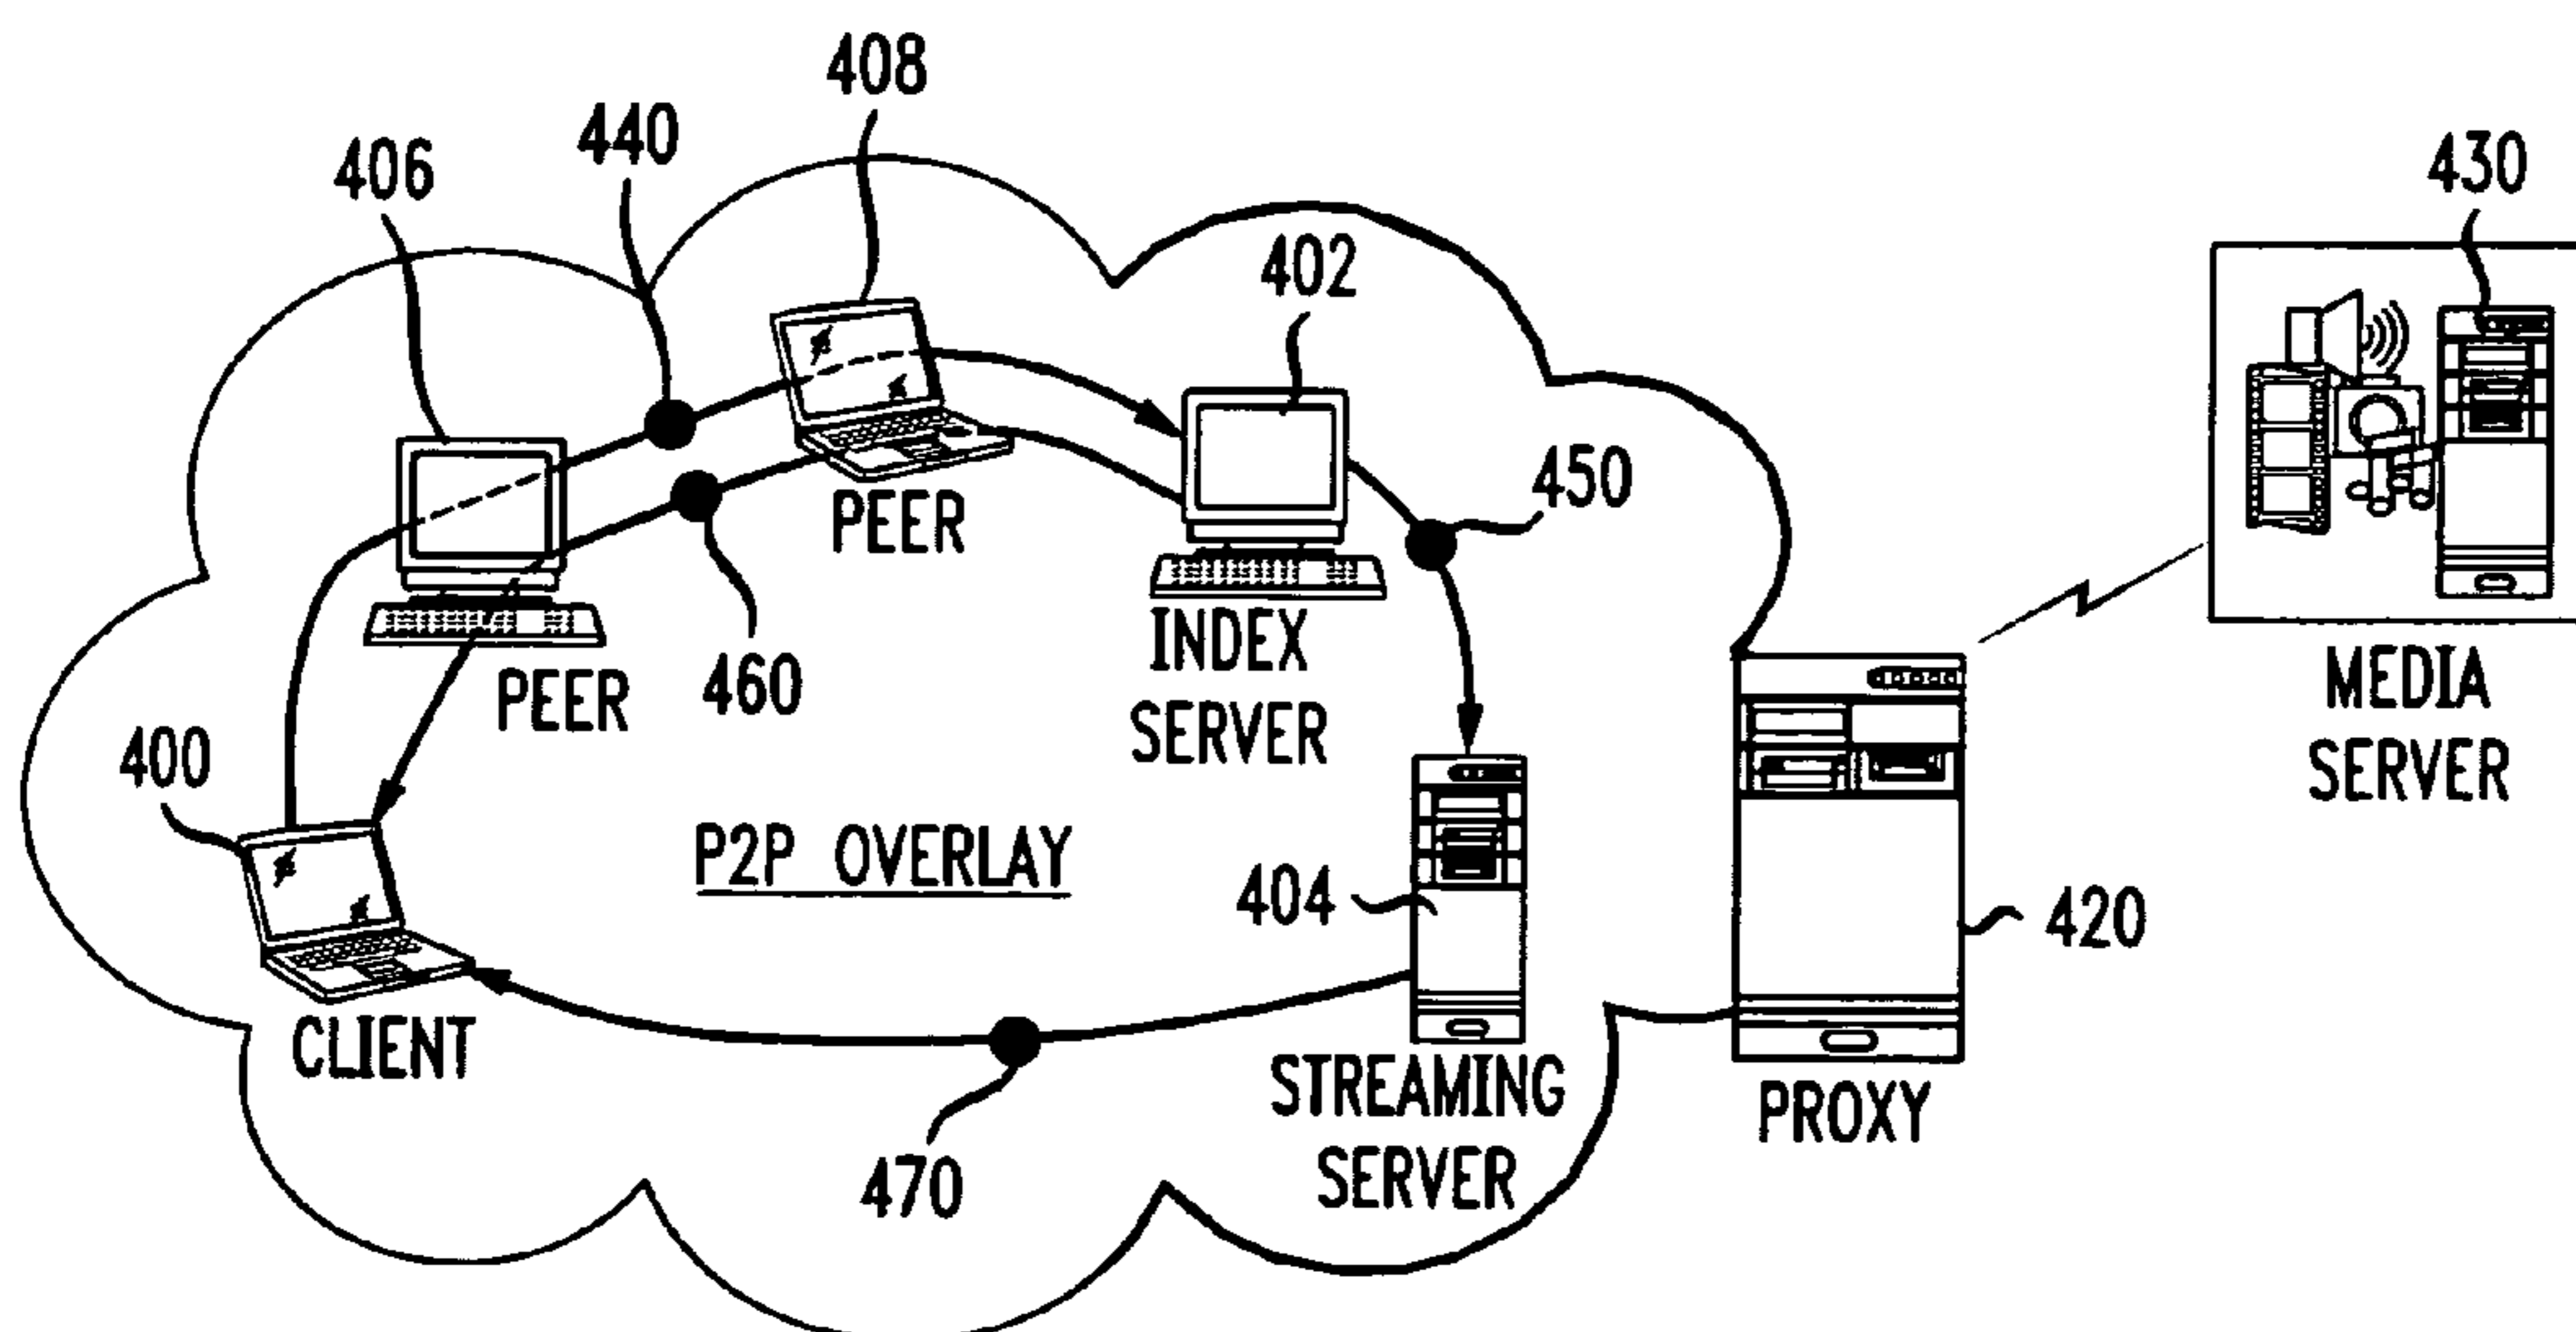 408
440
406
430
402
450
PEER
INDEX
SERVER
PEER
460
MEDIA
SERVER
400
P2P OVERLAY
404
420
CLIENT
STREAMING
SERVER
PROXY
470